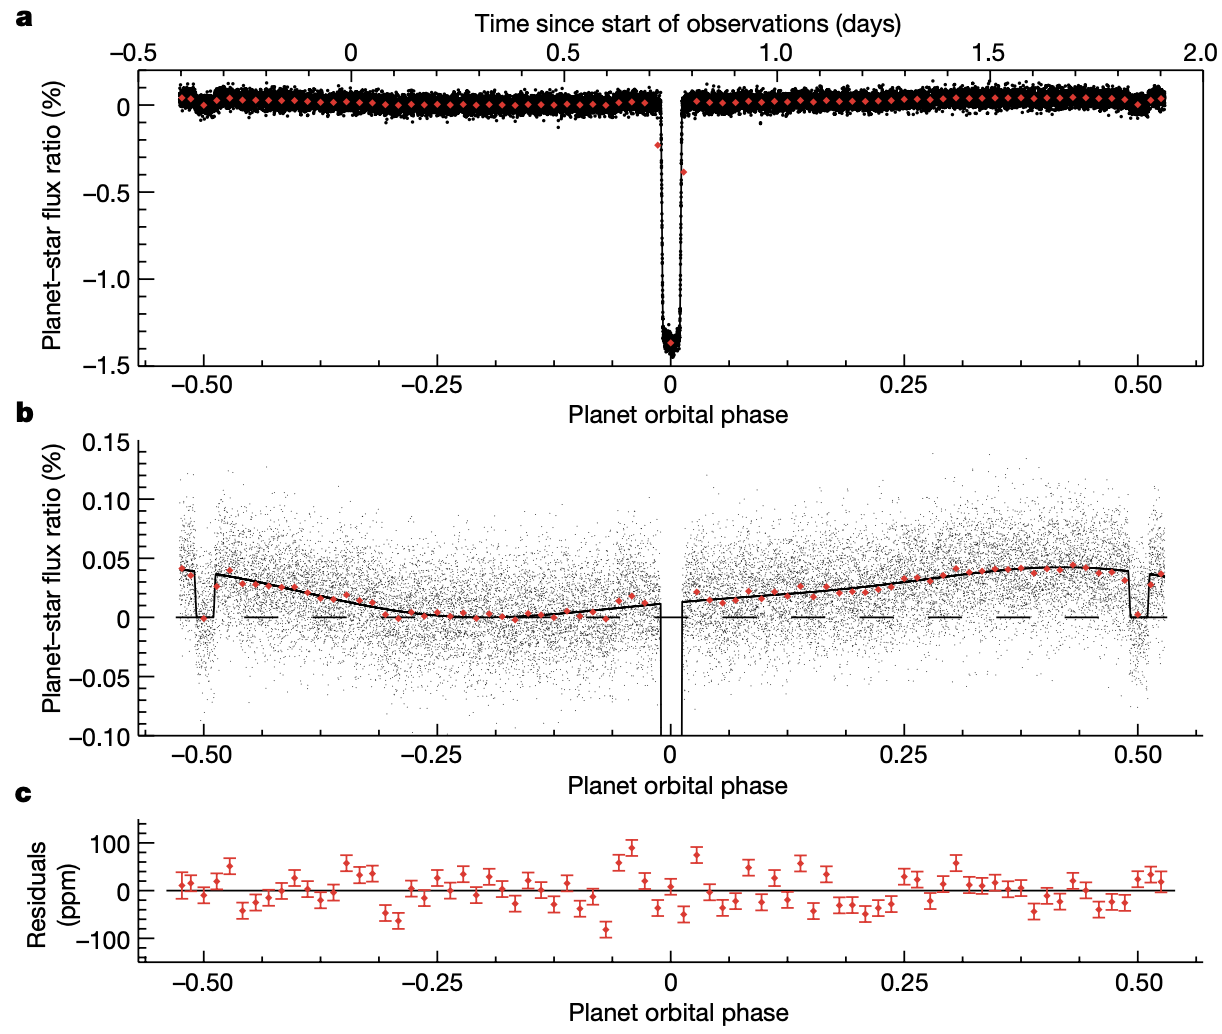 a
Time since start of observations (days)
−0.5 0 0.5 1.0 1.5 2.0
Planet–star flux ratio (%)
0
−0.5
−1.0
−1.5
−0.50 −0.25 0 0.25 0.50
Planet orbital phase
b
Planet–star flux ratio (%)
0.15
0.10
0.05
0
−0.05
−0.10
−0.50 −0.25 0 0.25 0.50
Planet orbital phase
c
Residuals
(ppm)
100
0
−100
−0.50 −0.25 0 0.25 0.50
Planet orbital phase